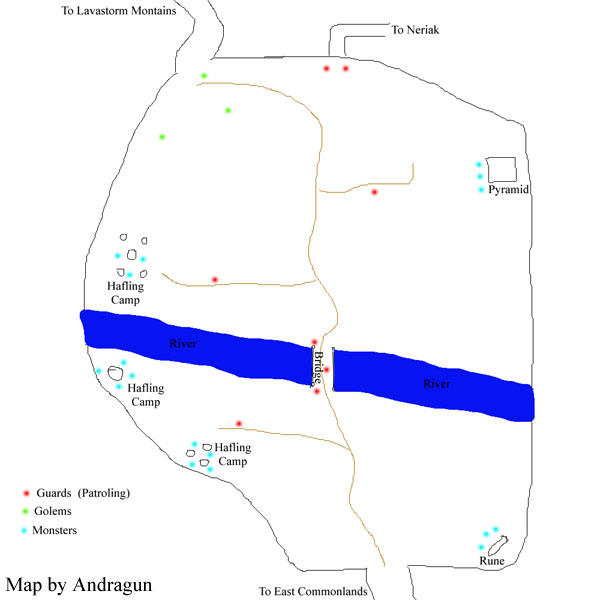 To Lavastorm Montains
To Neriak
Pyramid
Hafling
Camp
River
Bridge
River
Hafling
Camp
Hafling
Camp
Guards (Patroling)
Golems
Monsters
Rune
Map by Andragun
To East Commonlands